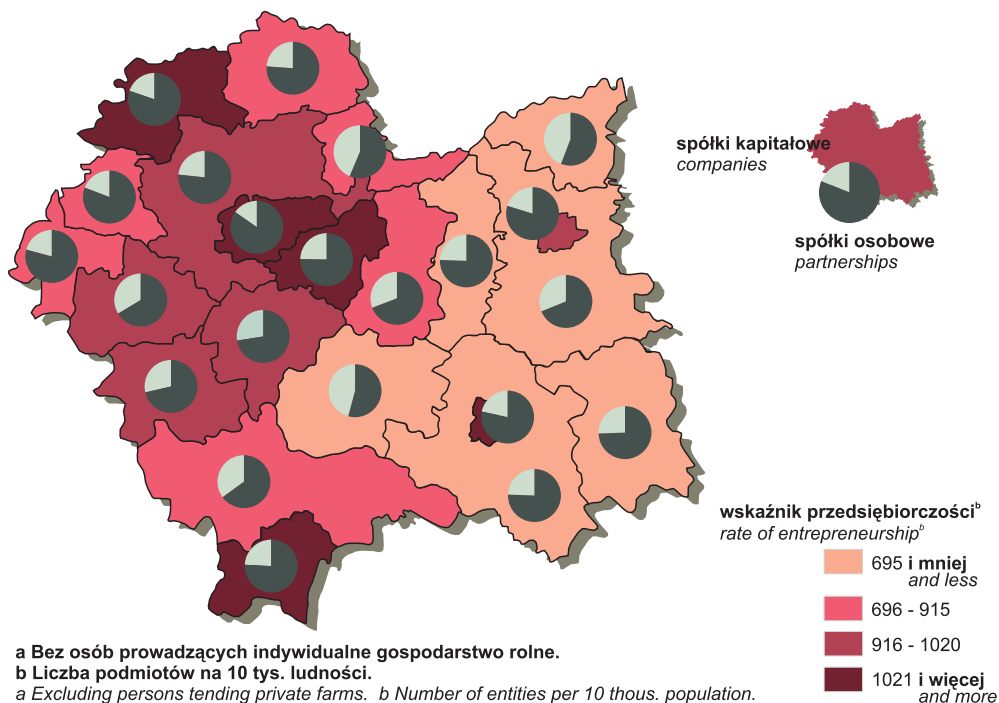 spółki kapitałowe
companies
spółki osobowe
partnerships
wskaźnik przedsiębiorczości^b
rate of entrepreneurship^b
695 i mniej
and less
696 - 915
916 - 1020
1021 i więcej
and more
a Bez osób prowadzących indywidualne gospodarstwo rolne.
b Liczba podmiotów na 10 tys. ludności.
a Excluding persons tending private farms. b Number of entities per 10 thous. population.